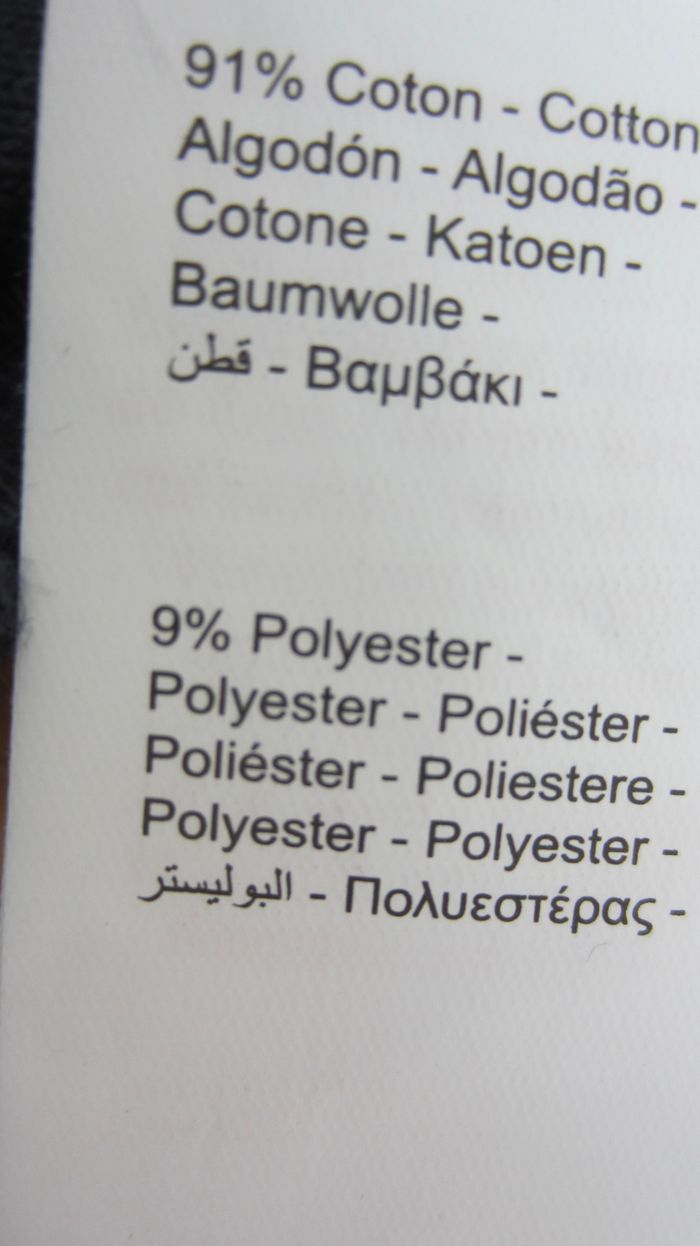 91% Coton - Cotton
Algodón - Algodão -
Cotone - Katoen -
Baumwolle -
قطن - Βαμβάκι -
9% Polyester -
Polyester - Poliéster -
Poliéster - Poliestere -
Polyester - Polyester -
البوليستر - Πολυεστέρας -